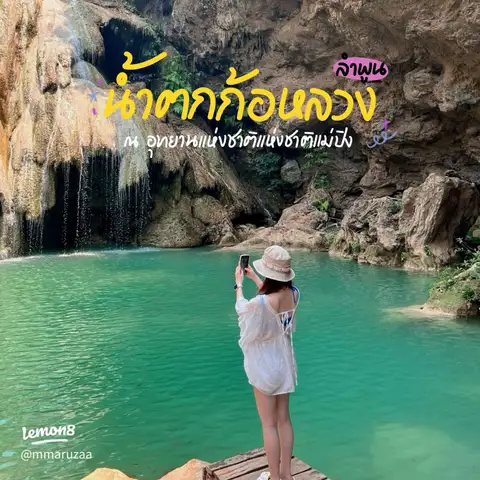 ลำพูน
น้ำตกก้อหลวง
ณ อุทยานแห่งชาติแห่งชาติแม่ปิง
lemon8
@mmaruzaa